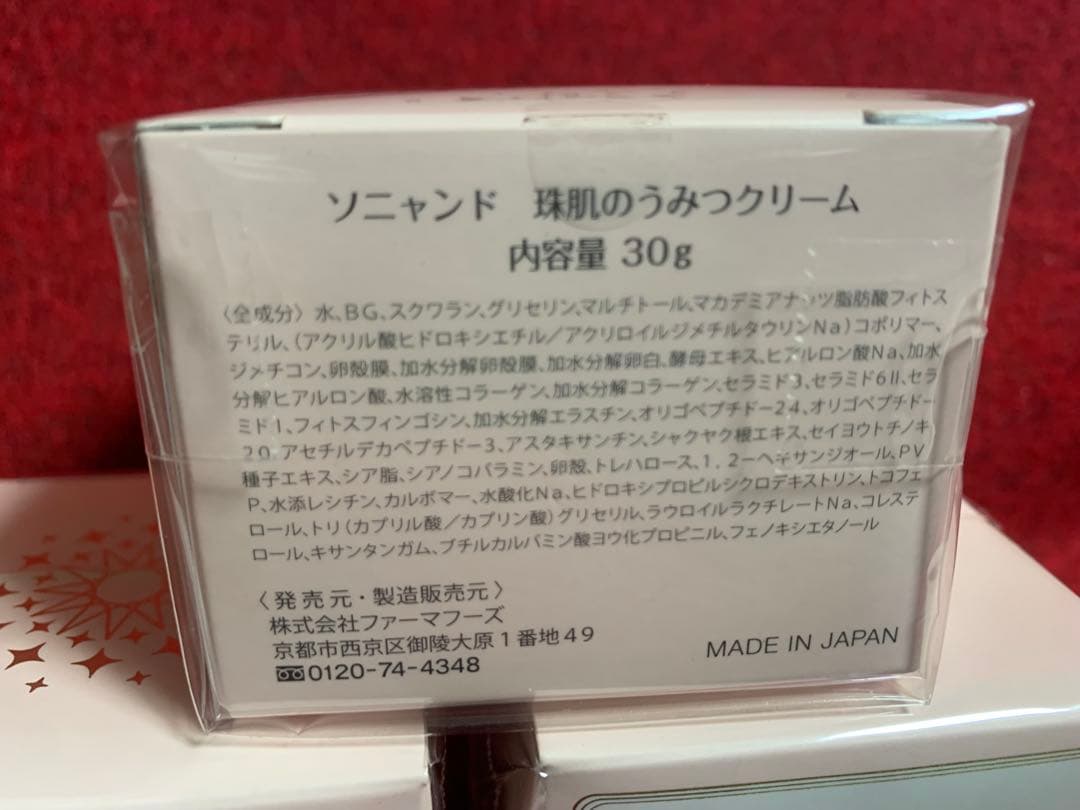 ソニャンド　珠肌のうみつクリーム
内容量 30g
〈全成分〉水、BG、スクワラン、グリセリン、マルチトール、マカデミアナッツ脂肪酸フィトス
テリル、(アクリル酸ヒドロキシエチル/アクリロイルジメチルタウリンNa)コポリマー、
ジメチコン、卵殻膜、加水分解卵殻膜、加水分解卵白、酵母エキス、ヒアルロン酸Na、加水
分解ヒアルロン酸、水溶性コラーゲン、加水分解コラーゲン、セラミド3、セラミド6Ⅱ、セラ
ミド1、フィトスフィンゴシン、加水分解エラスチン、オリゴペプチド-24、オリゴペプチド-
20、アセチルデカペプチド-3、アスタキサンチン、シャクヤク根エキス、セイヨウトチノキ
種子エキス、シア脂、シアノコバラミン、卵殻、トレハロース、1,2-ヘキサンジオール、PV
P、水添レシチン、カルボマー、水酸化Na、ヒドロキシプロピルシクロデキストリン、トコフェ
ロール、トリ(カプリル酸/カプリン酸)グリセリル、ラウロイルラクチレートNa、コレステ
ロール、キサンタンガム、ブチルカルバミン酸ヨウ化プロピニル、フェノキシエタノール
〈発売元・製造販売元〉
株式会社ファーマフーズ
京都市西京区御陵大原1番地49
0120-74-4348
MADE IN JAPAN